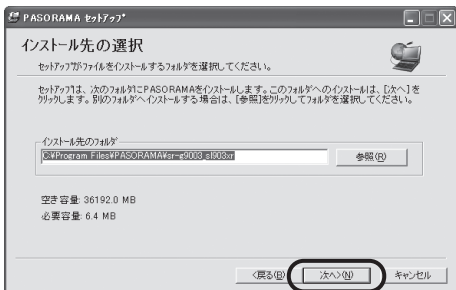 PASORAMA セットアップ
インストール先の選択
セットアップがファイルをインストールするフォルダを選択してください。
セットアップは、次のフォルダにPASORAMAをインストールします。このフォルダへのインストールは、[次へ]を
クリックします。別のフォルダへインストールする場合は、[参照]をクリックしてフォルダを選択してください。
インストール先のフォルダ
C:¥Program Files¥PASORAMA¥sr-g9003_sl903xr
参照(R)
空き容量: 36192.0 MB
必要容量: 6.4 MB
<戻る(B)
次へ>(N)
キャンセル